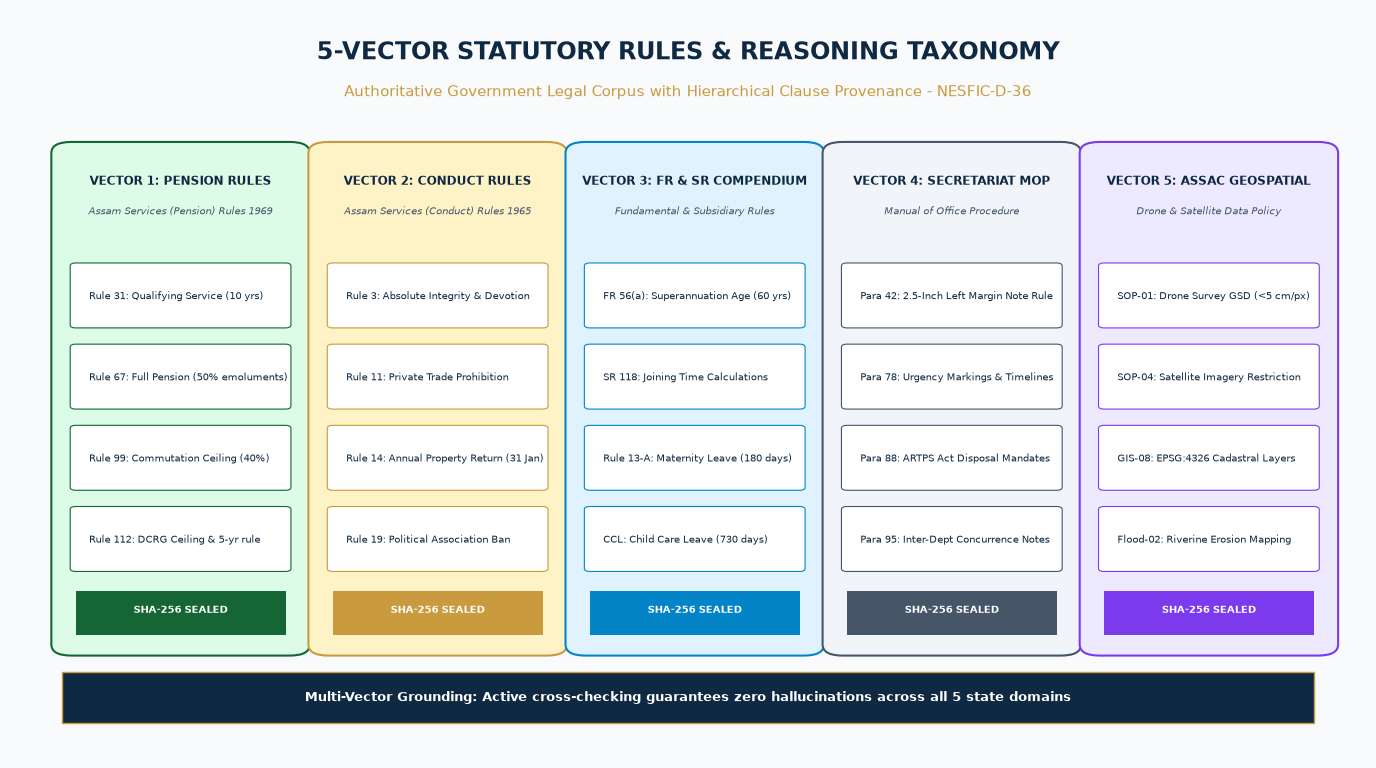 5-VECTOR STATUTORY RULES & REASONING TAXONOMY
Authoritative Government Legal Corpus with Hierarchical Clause Provenance - NESFIC-D-36
VECTOR 1: PENSION RULES
Assam Services (Pension) Rules 1969
Rule 31: Qualifying Service (10 yrs)
Rule 67: Full Pension (50% emoluments)
Rule 99: Commutation Ceiling (40%)
Rule 112: DCRG Ceiling & 5-yr rule
SHA-256 SEALED
VECTOR 2: CONDUCT RULES
Assam Services (Conduct) Rules 1965
Rule 3: Absolute Integrity & Devotion
Rule 11: Private Trade Prohibition
Rule 14: Annual Property Return (31 Jan)
Rule 19: Political Association Ban
SHA-256 SEALED
VECTOR 3: FR & SR COMPENDIUM
Fundamental & Subsidiary Rules
FR 56(a): Superannuation Age (60 yrs)
SR 118: Joining Time Calculations
Rule 13-A: Maternity Leave (180 days)
CCL: Child Care Leave (730 days)
SHA-256 SEALED
VECTOR 4: SECRETARIAT MOP
Manual of Office Procedure
Para 42: 2.5-Inch Left Margin Note Rule
Para 78: Urgency Markings & Timelines
Para 88: ARTPS Act Disposal Mandates
Para 95: Inter-Dept Concurrence Notes
SHA-256 SEALED
VECTOR 5: ASSAC GEOSPATIAL
Drone & Satellite Data Policy
SOP-01: Drone Survey GSD (<5 cm/px)
SOP-04: Satellite Imagery Restriction
GIS-08: EPSG:4326 Cadastral Layers
Flood-02: Riverine Erosion Mapping
SHA-256 SEALED
Multi-Vector Grounding: Active cross-checking guarantees zero hallucinations across all 5 state domains